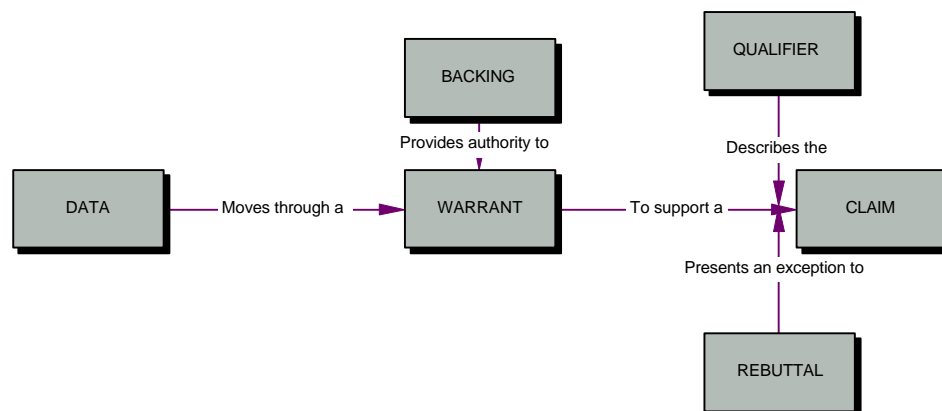 QUALIFIER
BACKING
Provides authority to
Describes the
DATA
Moves through a
WARRANT
To support a
CLAIM
Presents an exception to
REBUTTAL